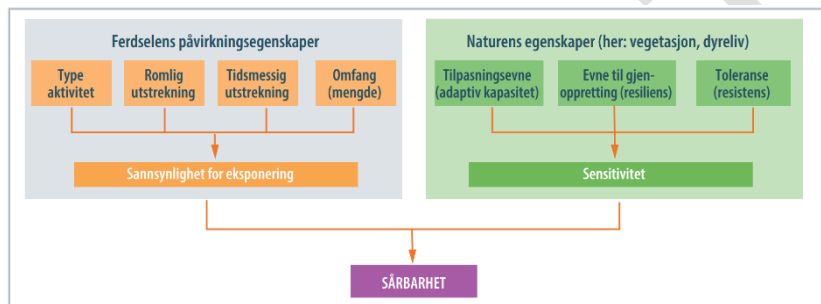 Ferdselens påvirkningsegenskaper
Type
aktivitet
Romlig
utstrekning
Tidsmessig
utstrekning
Omfang
(mengde)
Sannsynlighet for eksponering
Naturens egenskaper (her: vegetasjon, dyreliv)
Tilpasningsevne
(adaptiv kapasitet)
Evne til gjen-
oppretting (resiliens)
Toleranse
(resistens)
Sensitivitet
SÅRBARHET